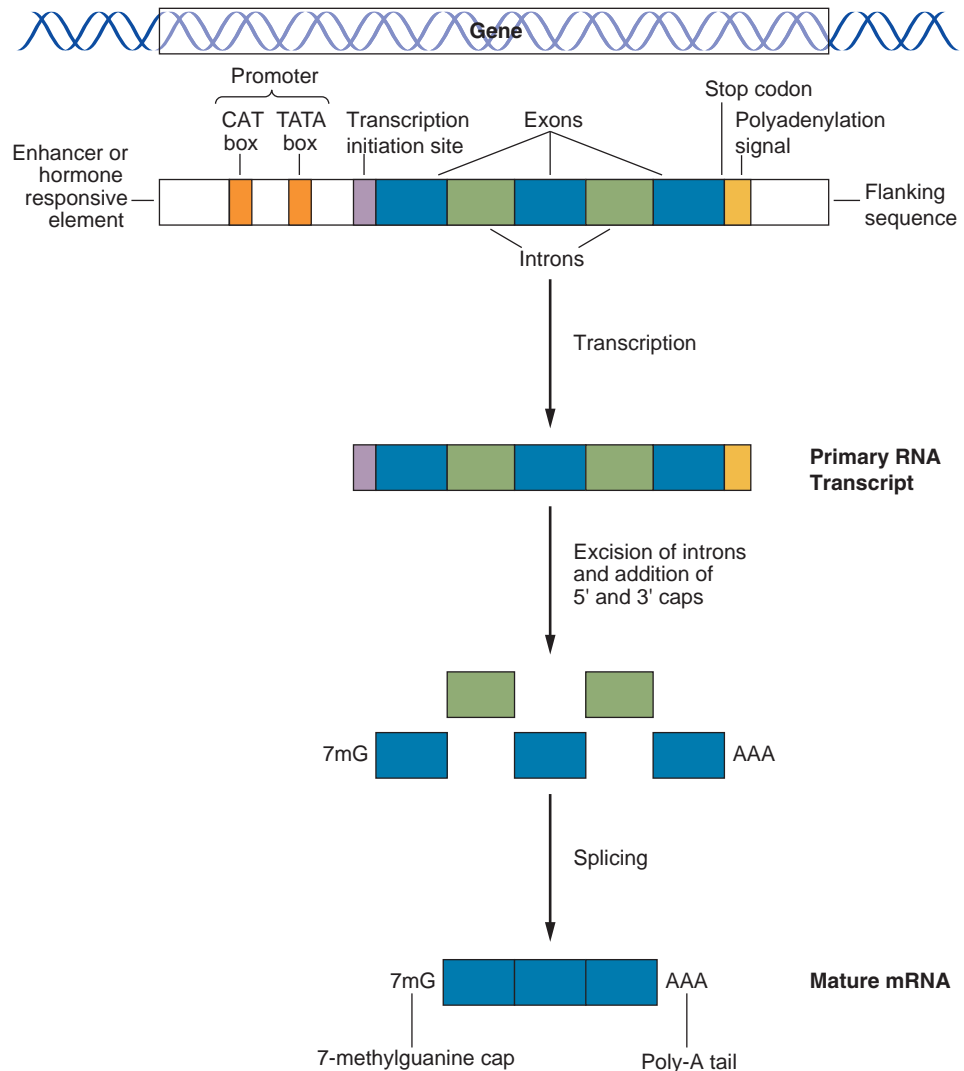 Gene
Promoter
CAT
box
TATA
box
Transcription
initiation site
Exons
Stop codon
Polyadenylation
signal
Enhancer or
hormone
responsive
element
Flanking
sequence
Introns
Transcription
Primary RNA
Transcript
Excision of introns
and addition of
5' and 3' caps
7mG
AAA
Splicing
7mG
AAA
Mature mRNA
7-methylguanine cap
Poly-A tail